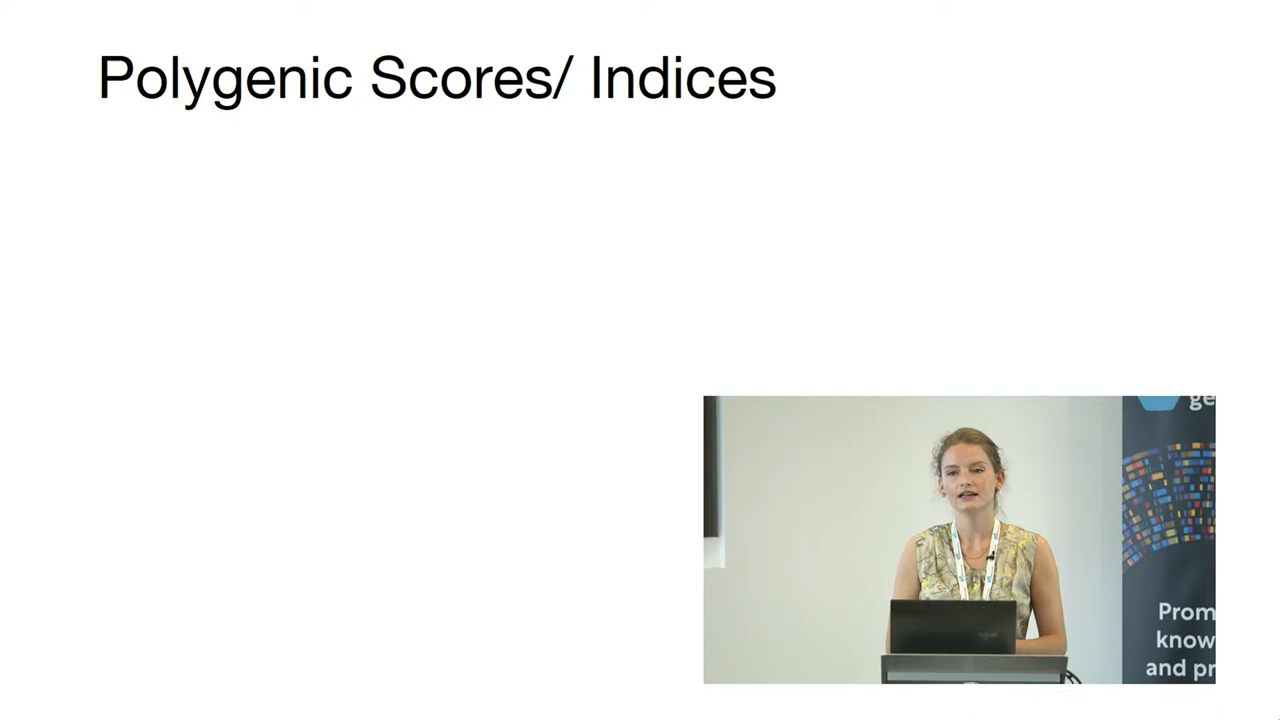 Polygenic Scores/ Indices
ge
Prom
know
and pr